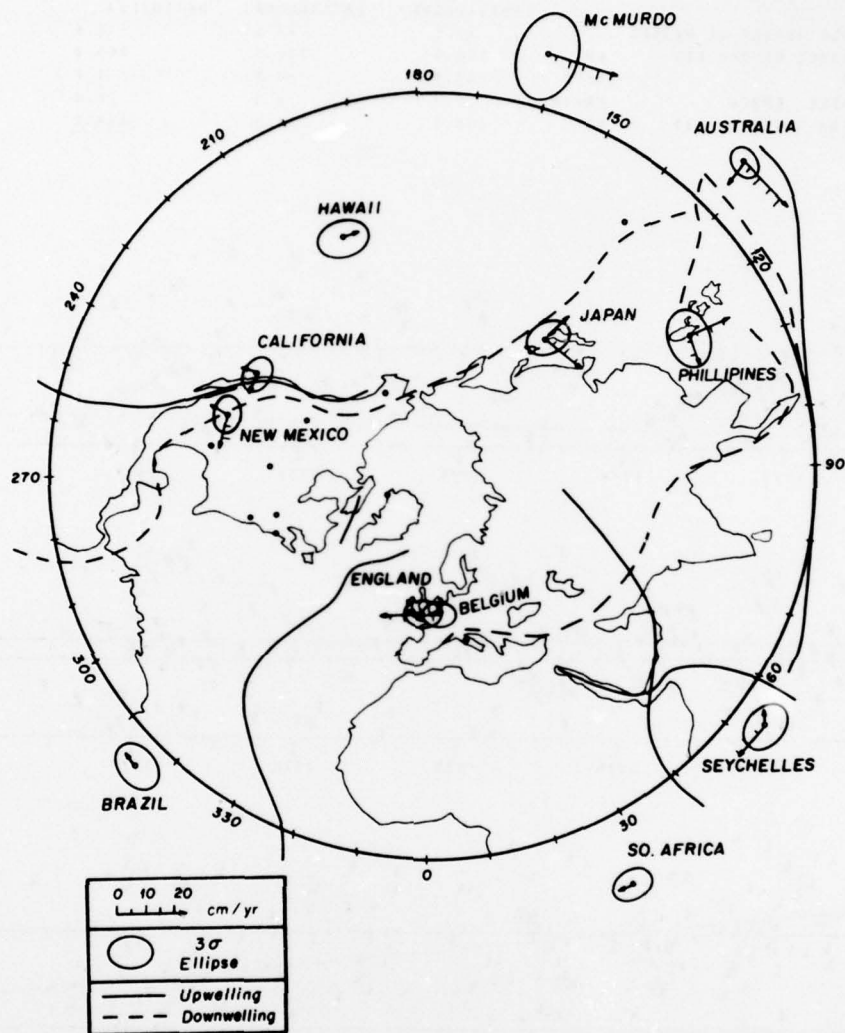 McMURDO
180
150
AUSTRALIA
210
HAWAII
120
240
JAPAN
CALIFORNIA
PHILLIPINES
NEW MEXICO
270
90
ENGLAND
BELGIUM
300
60
SEYCHELLES
BRAZIL
330
30
SO. AFRICA
0
0 10 20
cm/yr
3σ
Ellipse
Upwelling
Downwelling